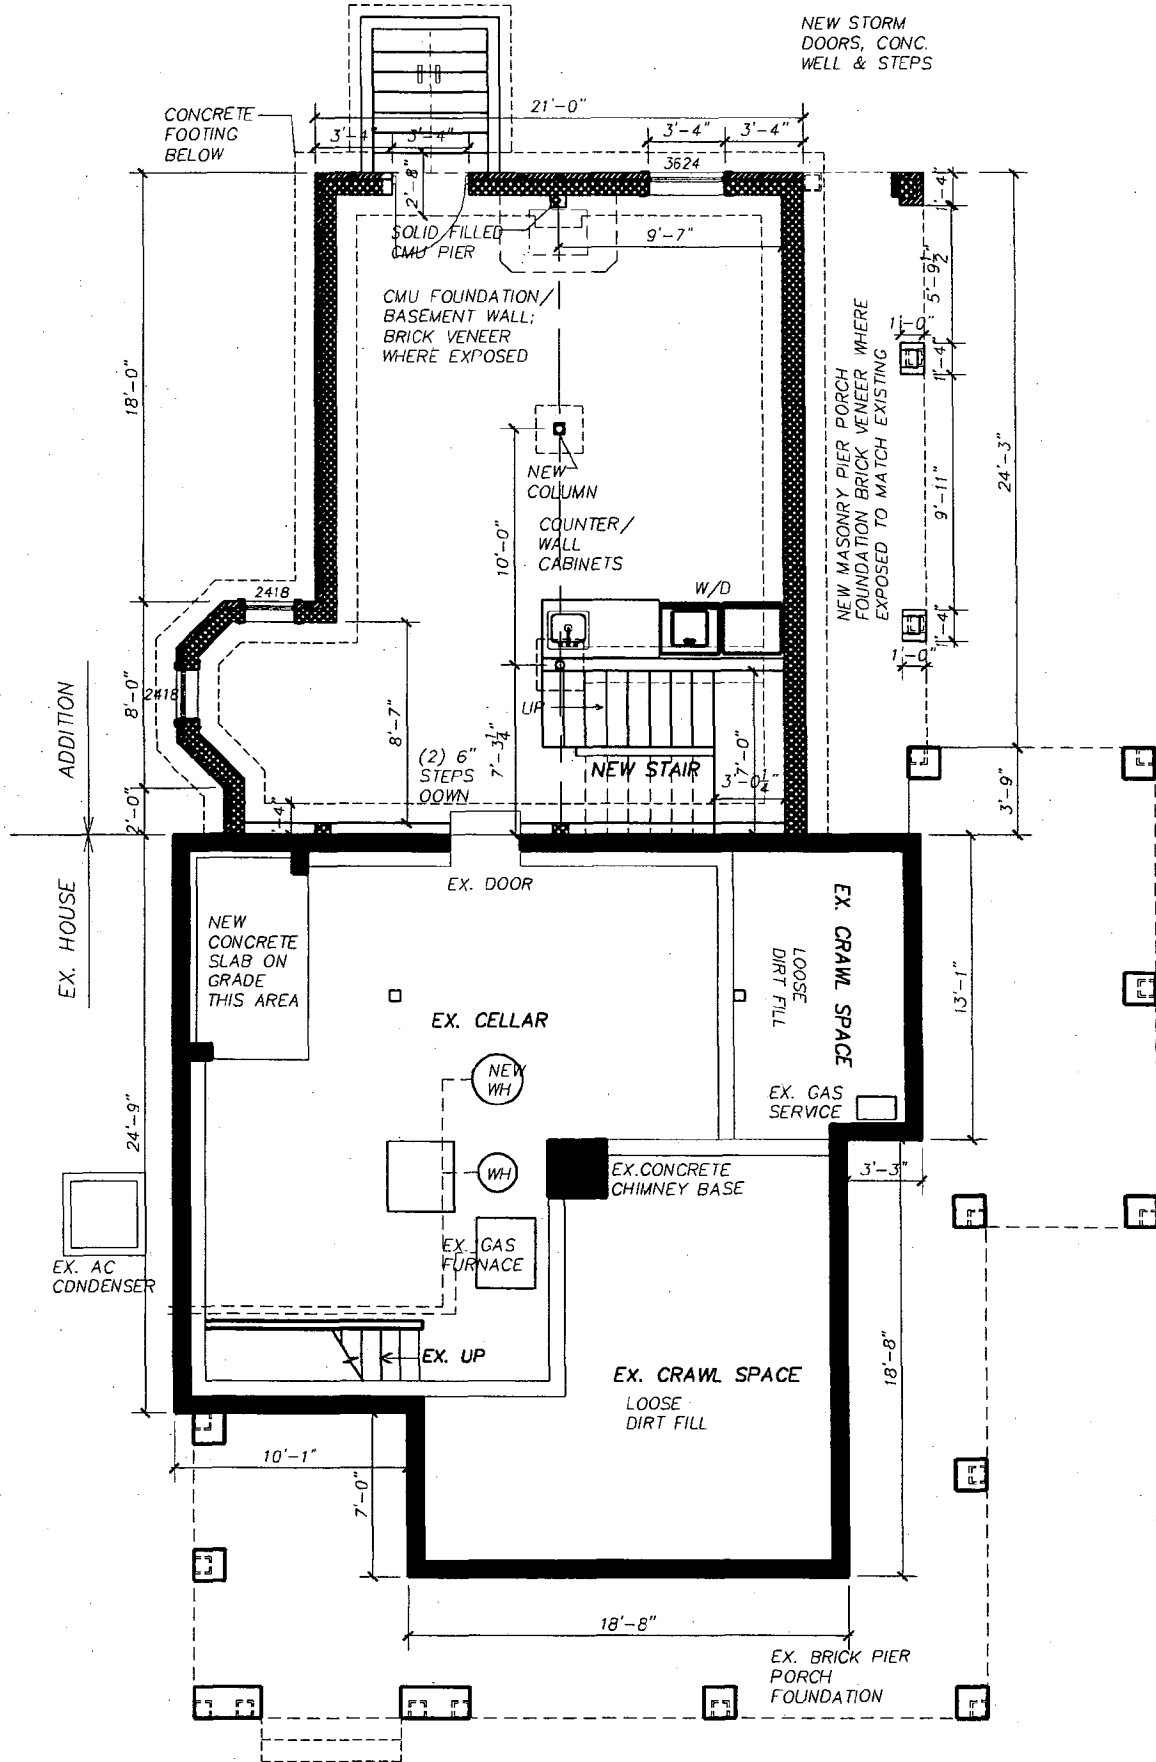 NEW STORM
DOORS, CONC.
WELL & STEPS
CONCRETE
FOOTING
BELOW
21'-0"
3'-4"
3'-4"
3'-4"
3'-4"
3624
2'-8"
1'-4"
SOLID FILLED
CMU PIER
9'-7"
5'-9 1/2"
CMU FOUNDATION/
BASEMENT WALL;
BRICK VENEER
WHERE EXPOSED
1'-0"
1'-4"
18'-0"
NEW MASONRY PIER PORCH
FOUNDATION BRICK VENEER WHERE
EXPOSED TO MATCH EXISTING
24'-3"
9'-11"
NEW
COLUMN
10'-0"
COUNTER/
WALL
CABINETS
W/D
2418
1'-4"
1'-0"
2418
8'-0"
UP
ADDITION
8'-7"
7'-3 1/4"
(2) 6"
STEPS
DOWN
NEW STAIR
7'-0"
3'-0 1/4"
3'-9"
2'-0"
EX. DOOR
EX. HOUSE
NEW
CONCRETE
SLAB ON
GRADE
THIS AREA
EX. CRAWL SPACE
LOOSE
DIRT FILL
13'-1"
EX. CELLAR
NEW
WH
EX. GAS
SERVICE
24'-9"
WH
EX.CONCRETE
CHIMNEY BASE
3'-3"
EX. GAS
FURNACE
EX. AC
CONDENSER
EX. UP
EX. CRAWL SPACE
LOOSE
DIRT FILL
18'-8"
10'-1"
7'-0"
18'-8"
EX. BRICK PIER
PORCH
FOUNDATION